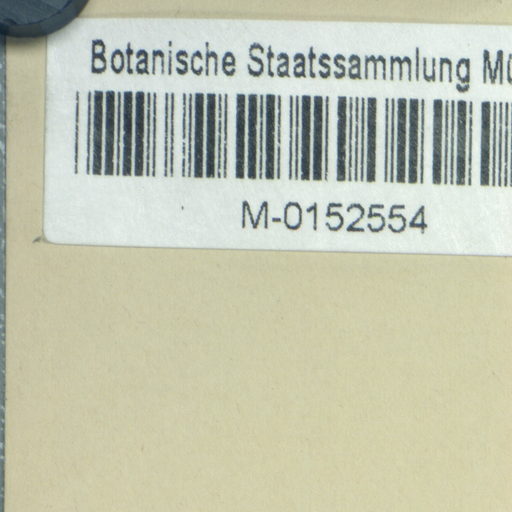 Botanische Staatssammlung
M-0152554